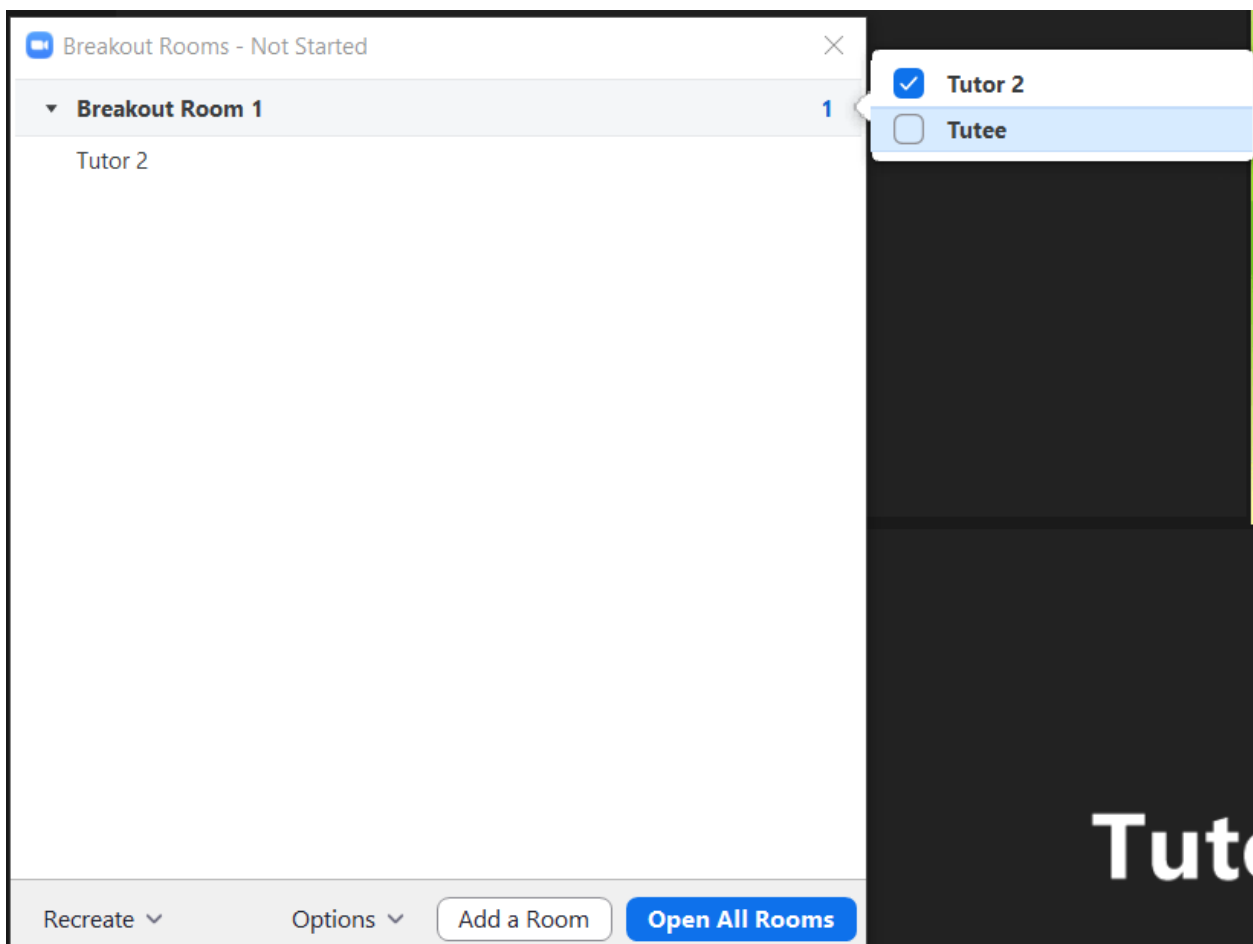 Breakout Rooms - Not Started
Breakout Room 1 1
Tutor 2
Tutor 2
Tutee
Recreate Options Add a Room Open All Rooms